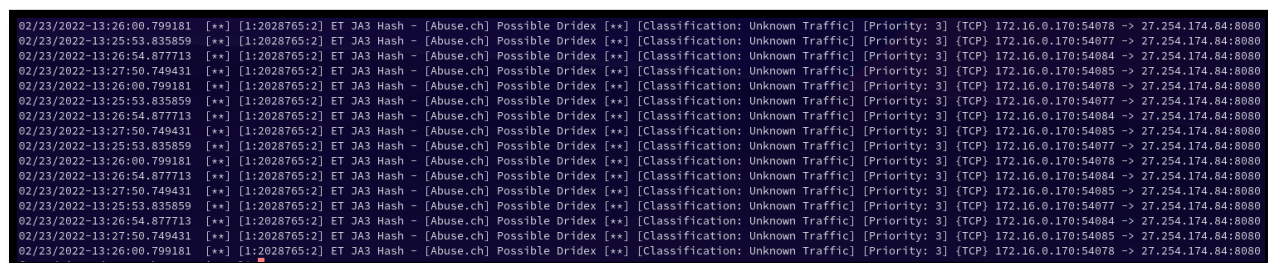 02/23/2022-13:26:00.799181  [**] [1:2028765:2] ET JA3 Hash - [Abuse.ch] Possible Dridex [**] [Classification: Unknown Traffic] [Priority: 3] {TCP} 172.16.0.170:54078 -> 27.254.174.84:8080
02/23/2022-13:25:53.835859  [**] [1:2028765:2] ET JA3 Hash - [Abuse.ch] Possible Dridex [**] [Classification: Unknown Traffic] [Priority: 3] {TCP} 172.16.0.170:54077 -> 27.254.174.84:8080
02/23/2022-13:26:54.877713  [**] [1:2028765:2] ET JA3 Hash - [Abuse.ch] Possible Dridex [**] [Classification: Unknown Traffic] [Priority: 3] {TCP} 172.16.0.170:54084 -> 27.254.174.84:8080
02/23/2022-13:27:50.749431  [**] [1:2028765:2] ET JA3 Hash - [Abuse.ch] Possible Dridex [**] [Classification: Unknown Traffic] [Priority: 3] {TCP} 172.16.0.170:54085 -> 27.254.174.84:8080
02/23/2022-13:26:00.799181  [**] [1:2028765:2] ET JA3 Hash - [Abuse.ch] Possible Dridex [**] [Classification: Unknown Traffic] [Priority: 3] {TCP} 172.16.0.170:54078 -> 27.254.174.84:8080
02/23/2022-13:25:53.835859  [**] [1:2028765:2] ET JA3 Hash - [Abuse.ch] Possible Dridex [**] [Classification: Unknown Traffic] [Priority: 3] {TCP} 172.16.0.170:54077 -> 27.254.174.84:8080
02/23/2022-13:26:54.877713  [**] [1:2028765:2] ET JA3 Hash - [Abuse.ch] Possible Dridex [**] [Classification: Unknown Traffic] [Priority: 3] {TCP} 172.16.0.170:54084 -> 27.254.174.84:8080
02/23/2022-13:27:50.749431  [**] [1:2028765:2] ET JA3 Hash - [Abuse.ch] Possible Dridex [**] [Classification: Unknown Traffic] [Priority: 3] {TCP} 172.16.0.170:54085 -> 27.254.174.84:8080
02/23/2022-13:25:53.835859  [**] [1:2028765:2] ET JA3 Hash - [Abuse.ch] Possible Dridex [**] [Classification: Unknown Traffic] [Priority: 3] {TCP} 172.16.0.170:54077 -> 27.254.174.84:8080
02/23/2022-13:26:00.799181  [**] [1:2028765:2] ET JA3 Hash - [Abuse.ch] Possible Dridex [**] [Classification: Unknown Traffic] [Priority: 3] {TCP} 172.16.0.170:54078 -> 27.254.174.84:8080
02/23/2022-13:26:54.877713  [**] [1:2028765:2] ET JA3 Hash - [Abuse.ch] Possible Dridex [**] [Classification: Unknown Traffic] [Priority: 3] {TCP} 172.16.0.170:54084 -> 27.254.174.84:8080
02/23/2022-13:27:50.749431  [**] [1:2028765:2] ET JA3 Hash - [Abuse.ch] Possible Dridex [**] [Classification: Unknown Traffic] [Priority: 3] {TCP} 172.16.0.170:54085 -> 27.254.174.84:8080
02/23/2022-13:25:53.835859  [**] [1:2028765:2] ET JA3 Hash - [Abuse.ch] Possible Dridex [**] [Classification: Unknown Traffic] [Priority: 3] {TCP} 172.16.0.170:54077 -> 27.254.174.84:8080
02/23/2022-13:26:54.877713  [**] [1:2028765:2] ET JA3 Hash - [Abuse.ch] Possible Dridex [**] [Classification: Unknown Traffic] [Priority: 3] {TCP} 172.16.0.170:54084 -> 27.254.174.84:8080
02/23/2022-13:27:50.749431  [**] [1:2028765:2] ET JA3 Hash - [Abuse.ch] Possible Dridex [**] [Classification: Unknown Traffic] [Priority: 3] {TCP} 172.16.0.170:54085 -> 27.254.174.84:8080
02/23/2022-13:26:00.799181  [**] [1:2028765:2] ET JA3 Hash - [Abuse.ch] Possible Dridex [**] [Classification: Unknown Traffic] [Priority: 3] {TCP} 172.16.0.170:54078 -> 27.254.174.84:8080